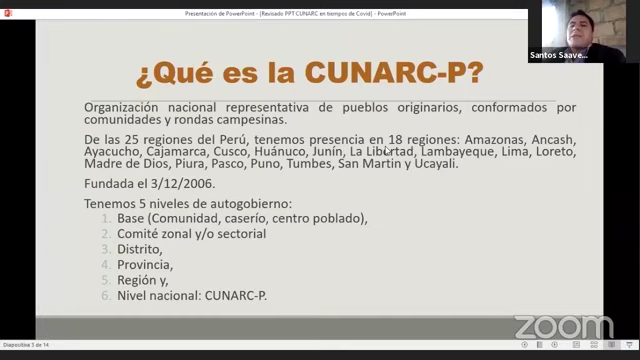 Presentación de PowerPoint - [Revisado PPT CUNARC en tiempos de Covid] - PowerPoint
Santos Saave...
¿Qué es la CUNARC-P?
Organización nacional representativa de pueblos originarios, conformados por
comunidades y rondas campesinas.
De las 25 regiones del Perú, tenemos presencia en 18 regiones: Amazonas, Ancash,
Ayacucho, Cajamarca, Cusco, Huánuco, Junín, La Libertad, Lambayeque, Lima, Loreto,
Madre de Dios, Piura, Pasco, Puno, Tumbes, San Martin y Ucayali.
Fundada el 3/12/2006.
Tenemos 5 niveles de autogobierno:
1. Base (Comunidad, caserío, centro poblado),
2. Comité zonal y/o sectorial
3. Distrito,
4. Provincia,
5. Región y,
6. Nivel nacional: CUNARC-P.
zoom
Diapositiva 3 de 14